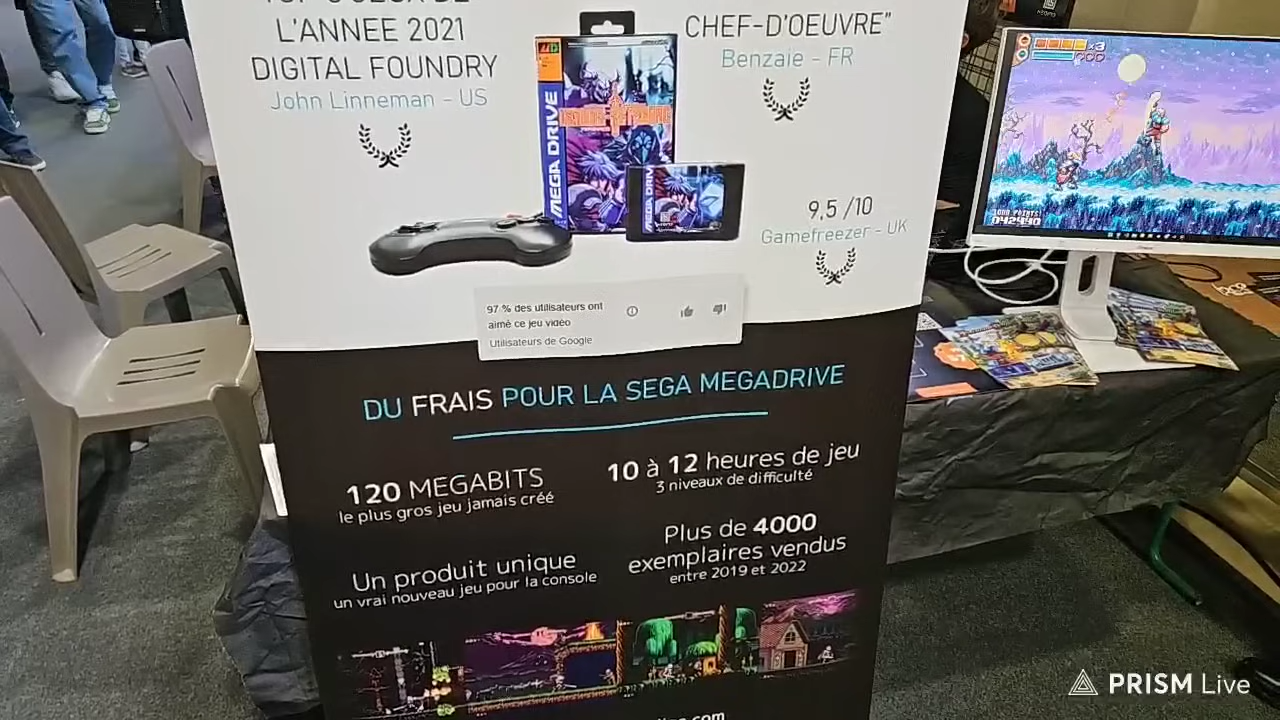 L'ANNEE 2021
DIGITAL FOUNDRY
John Linneman - US
CHEF-D'OEUVRE"
Benzaie - FR
MEGA DRIVE
9,5 /10
Gamefreezer - UK
97 % des utilisateurs ont
aimé ce jeu vidéo
Utilisateurs de Google
DU FRAIS POUR LA SEGA MEGADRIVE
120 MEGABITS
le plus gros jeu jamais créé
10 à 12 heures de jeu
3 niveaux de difficulté
Un produit unique
un vrai nouveau jeu pour la console
Plus de 4000
exemplaires vendus
entre 2019 et 2022
PRISM Live